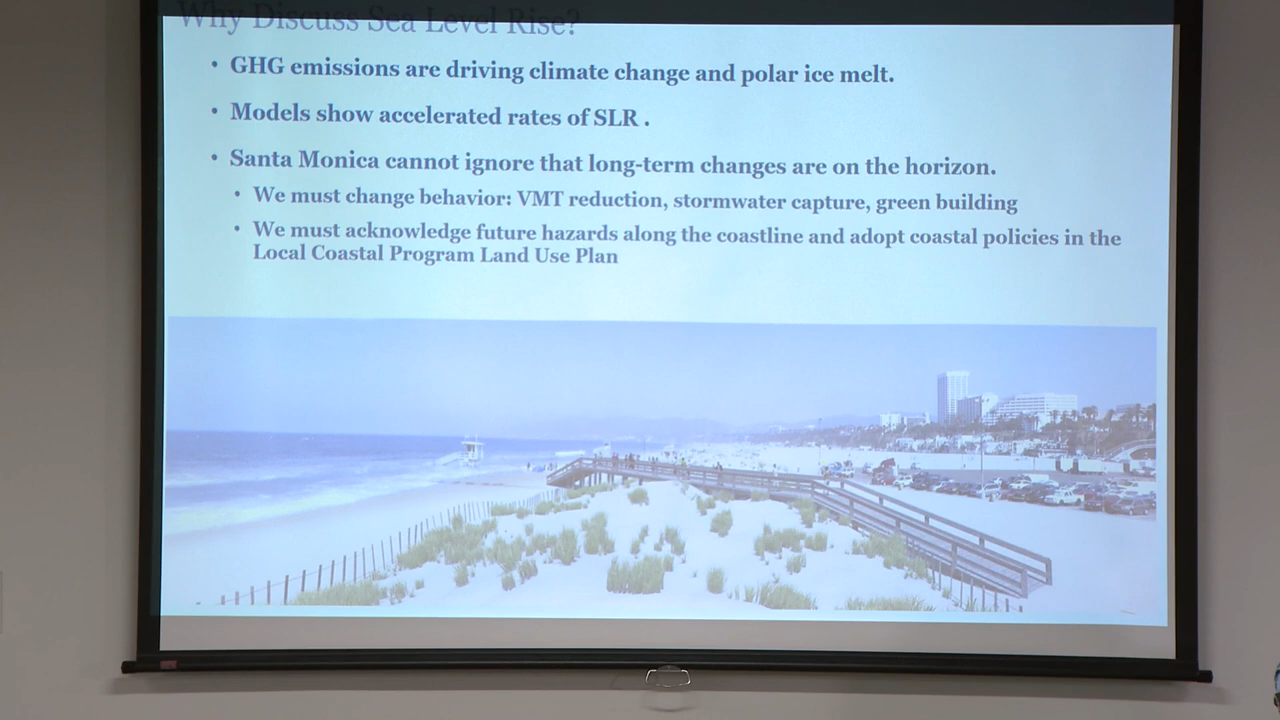 Why Discuss Sea Level Rise?
• GHG emissions are driving climate change and polar ice melt.
• Models show accelerated rates of SLR .
• Santa Monica cannot ignore that long-term changes are on the horizon.
• We must change behavior: VMT reduction, stormwater capture, green building
• We must acknowledge future hazards along the coastline and adopt coastal policies in the
Local Coastal Program Land Use Plan